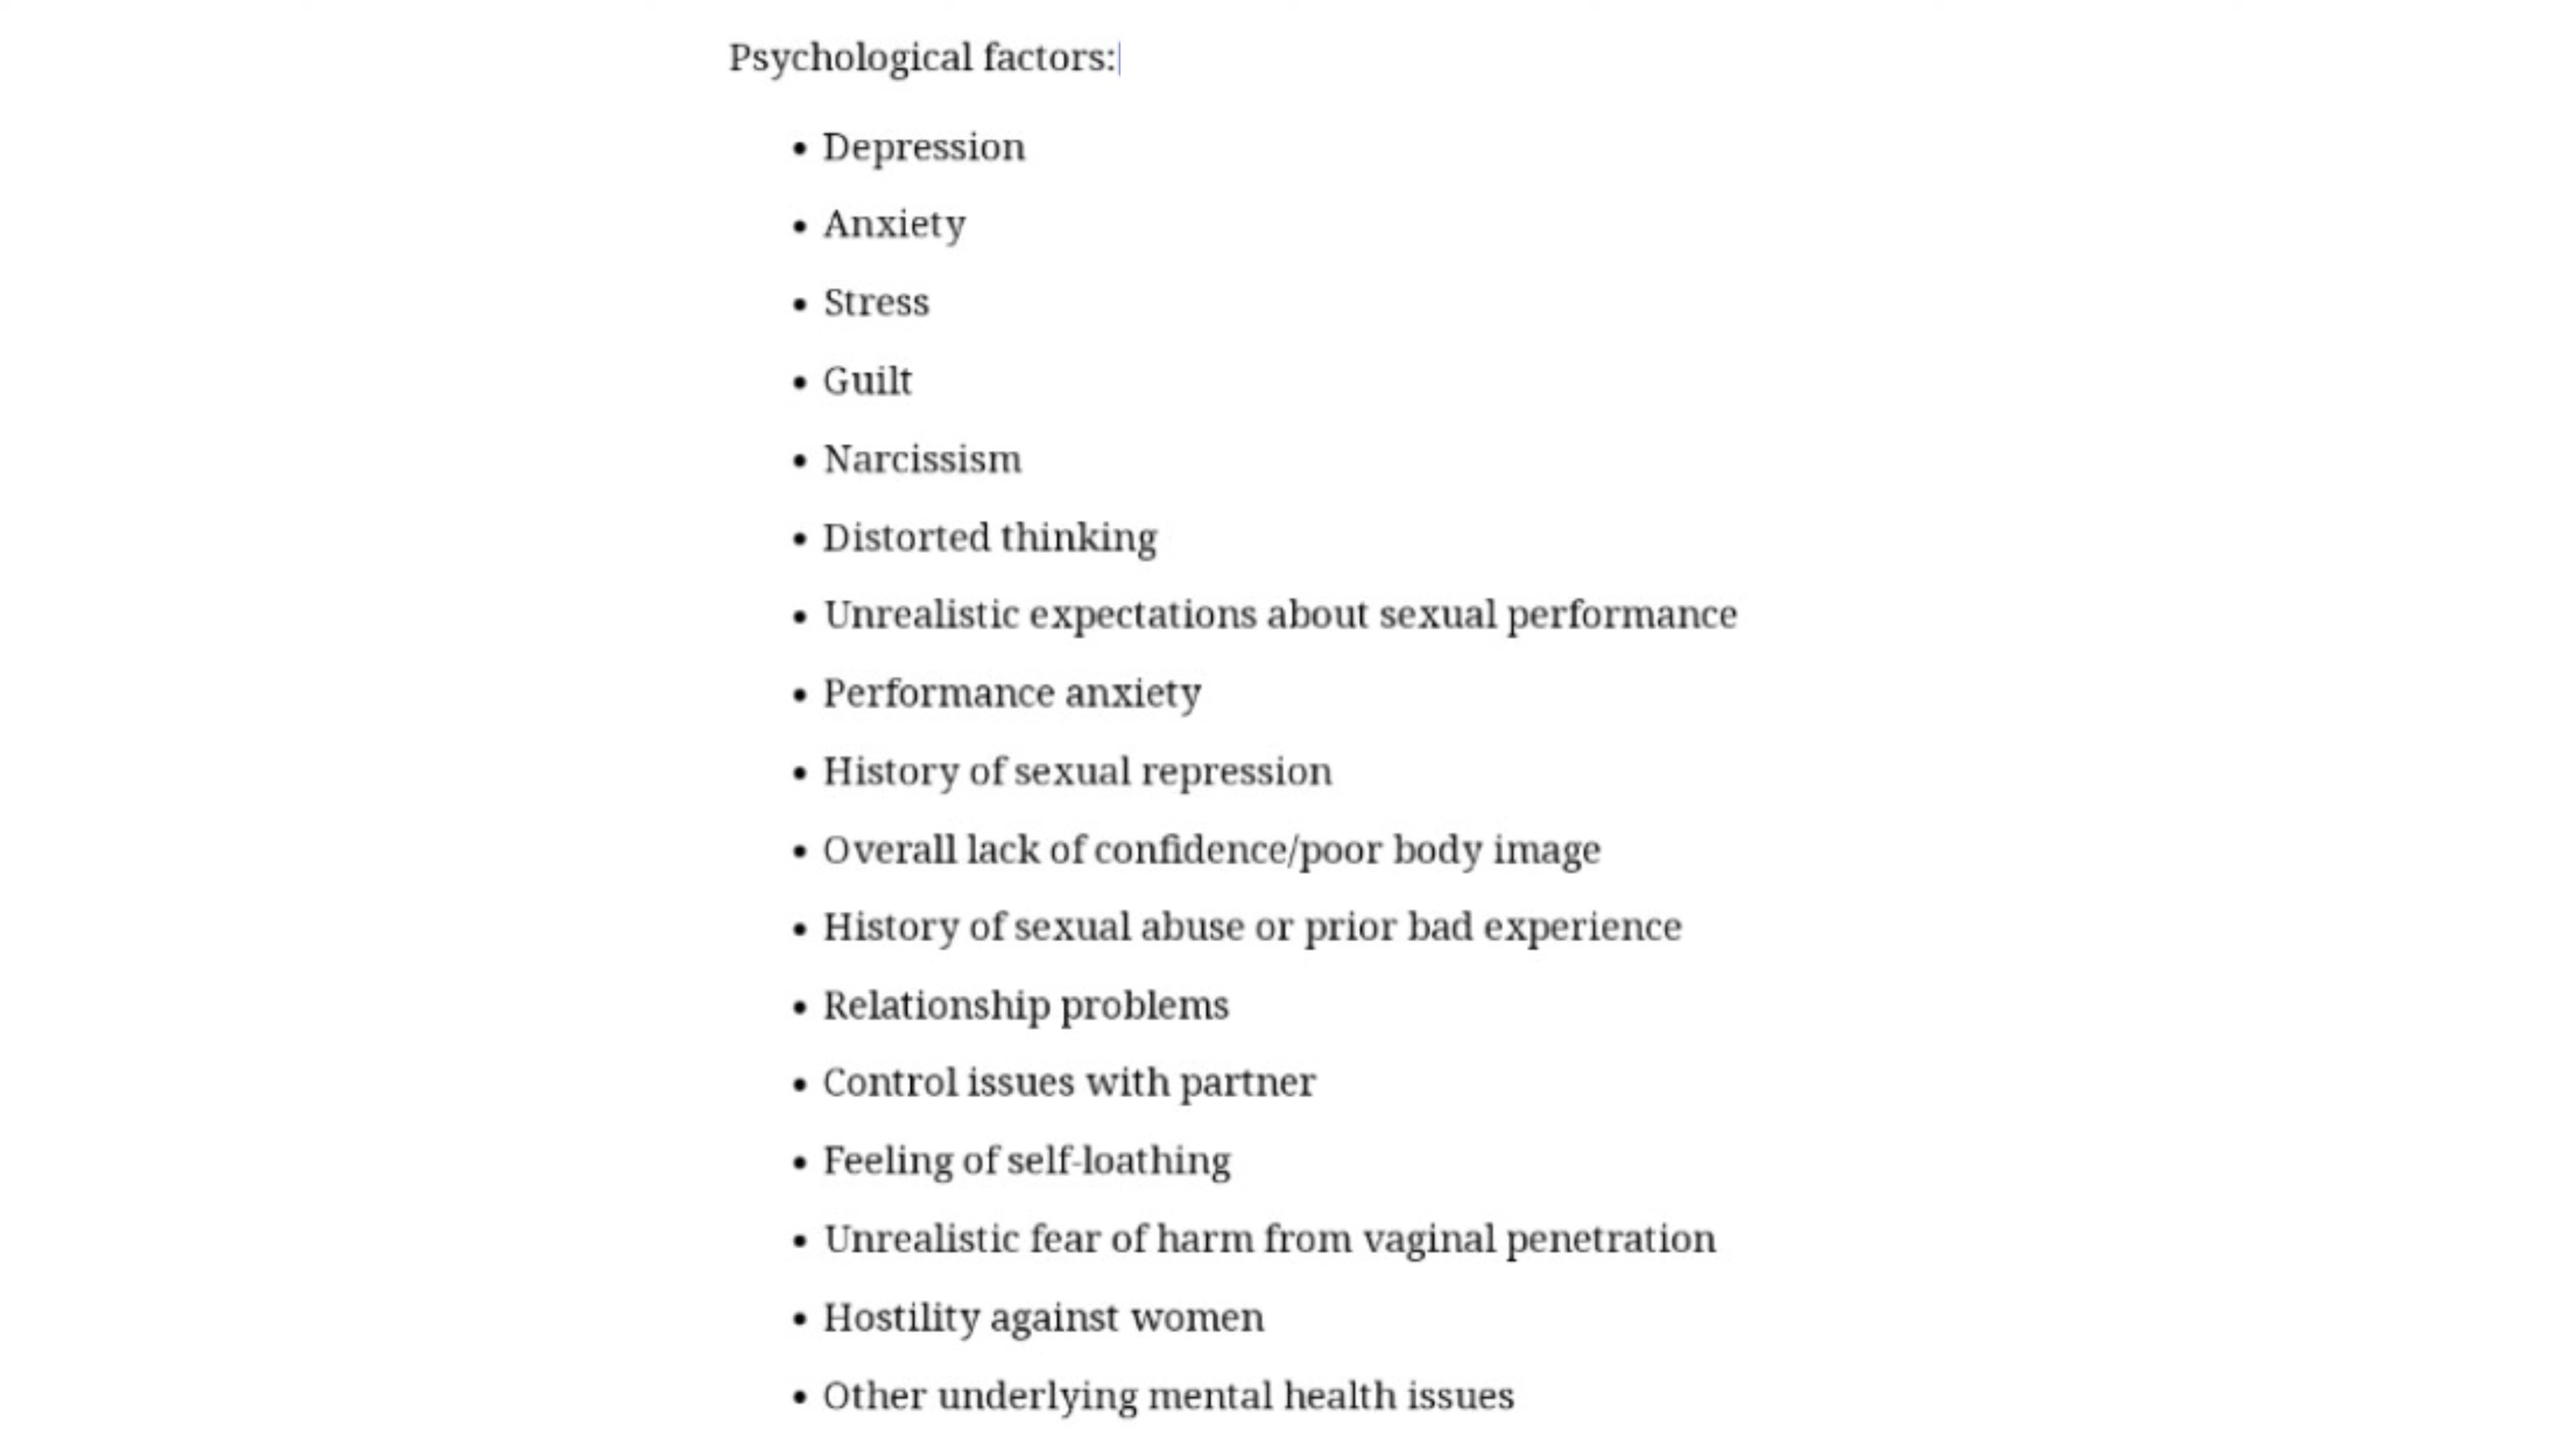 Psychological factors:
• Depression
• Anxiety
• Stress
• Guilt
• Narcissism
• Distorted thinking
• Unrealistic expectations about sexual performance
• Performance anxiety
• History of sexual repression
• Overall lack of confidence/poor body image
• History of sexual abuse or prior bad experience
• Relationship problems
• Control issues with partner
• Feeling of self-loathing
• Unrealistic fear of harm from vaginal penetration
• Hostility against women
• Other underlying mental health issues